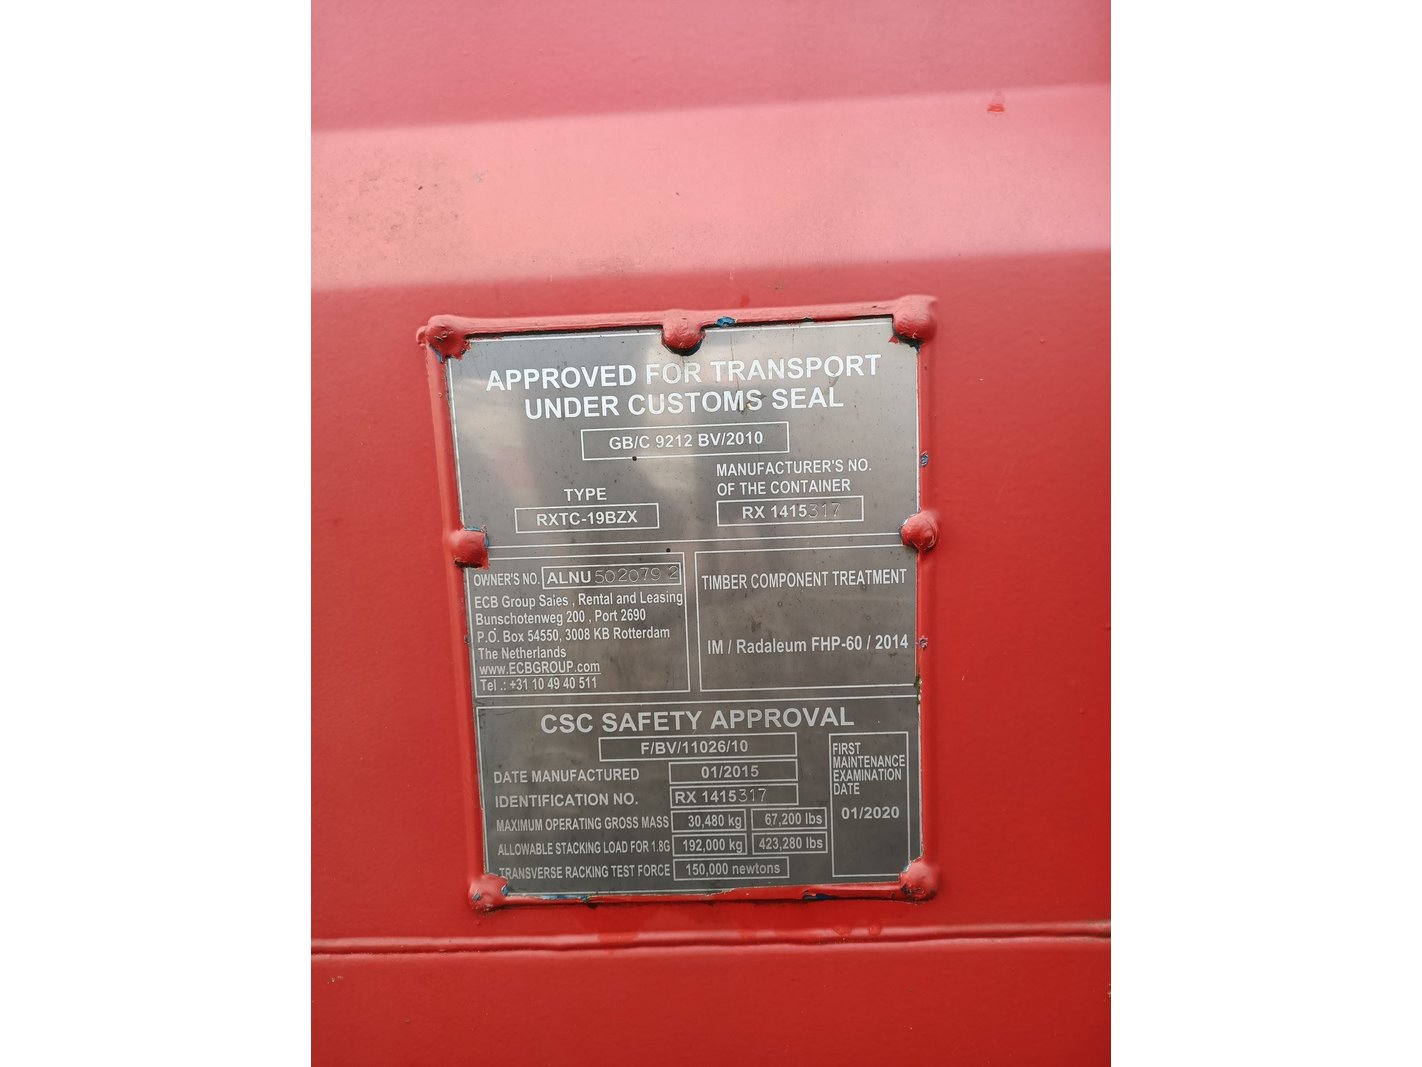 APPROVED FOR TRANSPORT
UNDER CUSTOMS SEAL
GB/C 9212 BV/2010
TYPE
RXTC-19BZX
MANUFACTURER'S NO.
OF THE CONTAINER
RX 1415317
OWNER'S NO. ALNU 502079 2
ECB Group Sales , Rental and Leasing
Bunschotenweg 200 , Port 2690
P.O. Box 54550, 3008 KB Rotterdam
The Netherlands
www.ECBGROUP.com
Tel .: +31 10 49 40 511
TIMBER COMPONENT TREATMENT
IM / Radaleum FHP-60 / 2014
CSC SAFETY APPROVAL
F/BV/11026/10
DATE MANUFACTURED 01/2015
IDENTIFICATION NO. RX 1415317
MAXIMUM OPERATING GROSS MASS 30,480 kg 67,200 lbs
ALLOWABLE STACKING LOAD FOR 1.8G 192,000 kg 423,280 lbs
TRANSVERSE RACKING TEST FORCE 150,000 newtons
FIRST
MAINTENANCE
EXAMINATION
DATE
01/2020